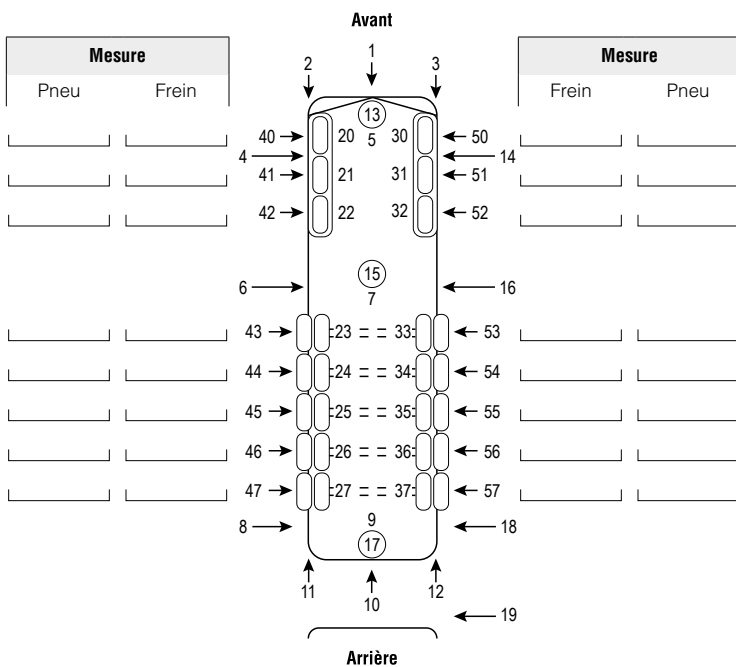 Avant
Mesure
Pneu Frein
Mesure
Frein Pneu
2 1 3
13
40 20 5 30 50
4 14
41 21 31 51
42 22 32 52
15
6 7 16
43 23 33 53
44 24 34 54
45 25 35 55
46 26 36 56
47 27 37 57
8 9 18
17
11 10 12
19
Arrière